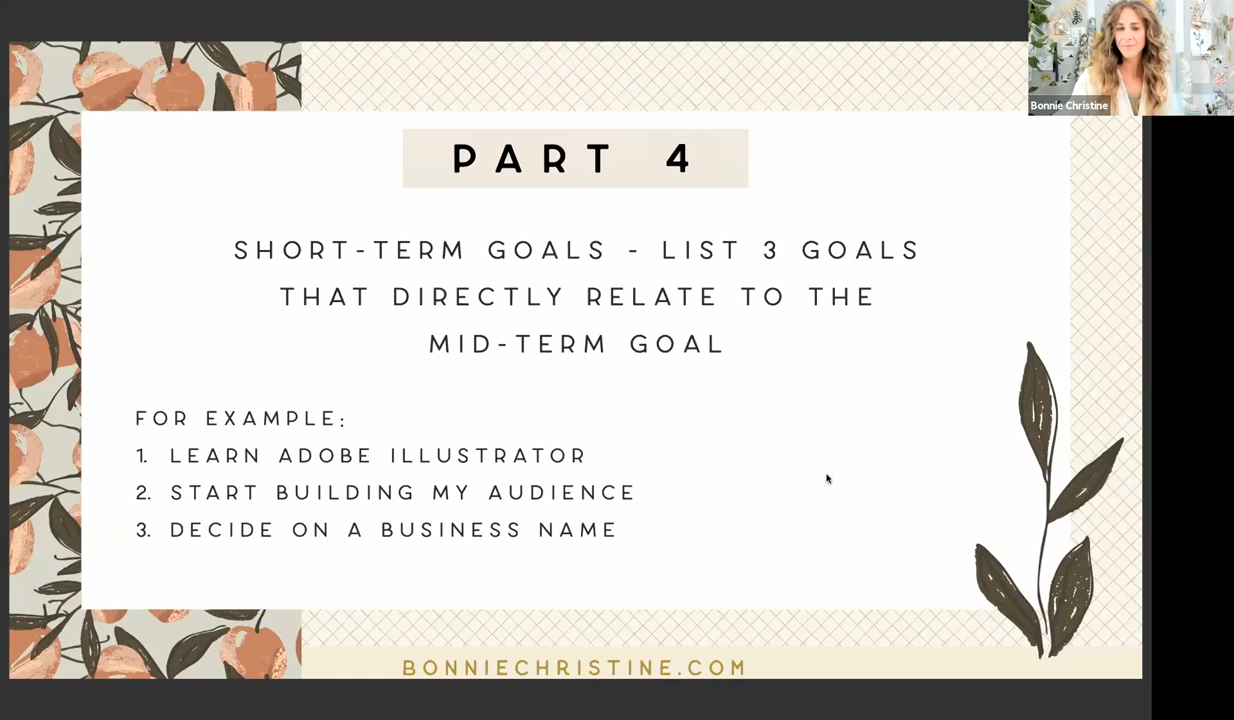 Bonnie Christine
PART 4
SHORT-TERM GOALS - LIST 3 GOALS
THAT DIRECTLY RELATE TO THE
MID-TERM GOAL
FOR EXAMPLE:
1. LEARN ADOBE ILLUSTRATOR
2. START BUILDING MY AUDIENCE
3. DECIDE ON A BUSINESS NAME
BONNIECHRISTINE.COM